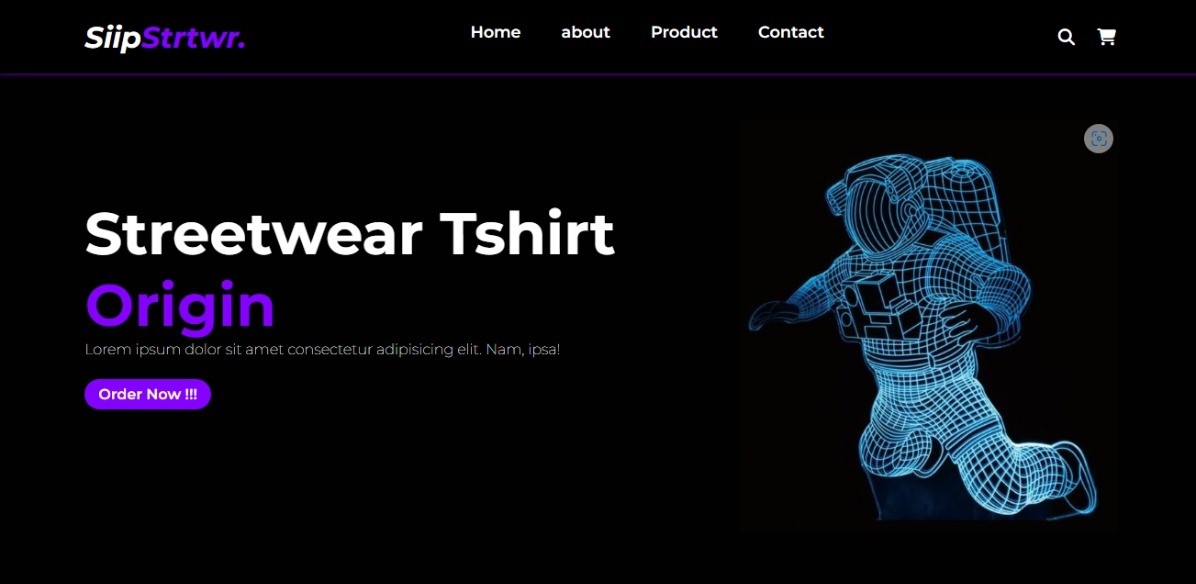 SiipStrtwr.
Home about Product Contact
Streetwear Tshirt
Origin
Lorem ipsum dolor sit amet consectetur adipisicing elit. Nam, ipsa!
Order Now !!!